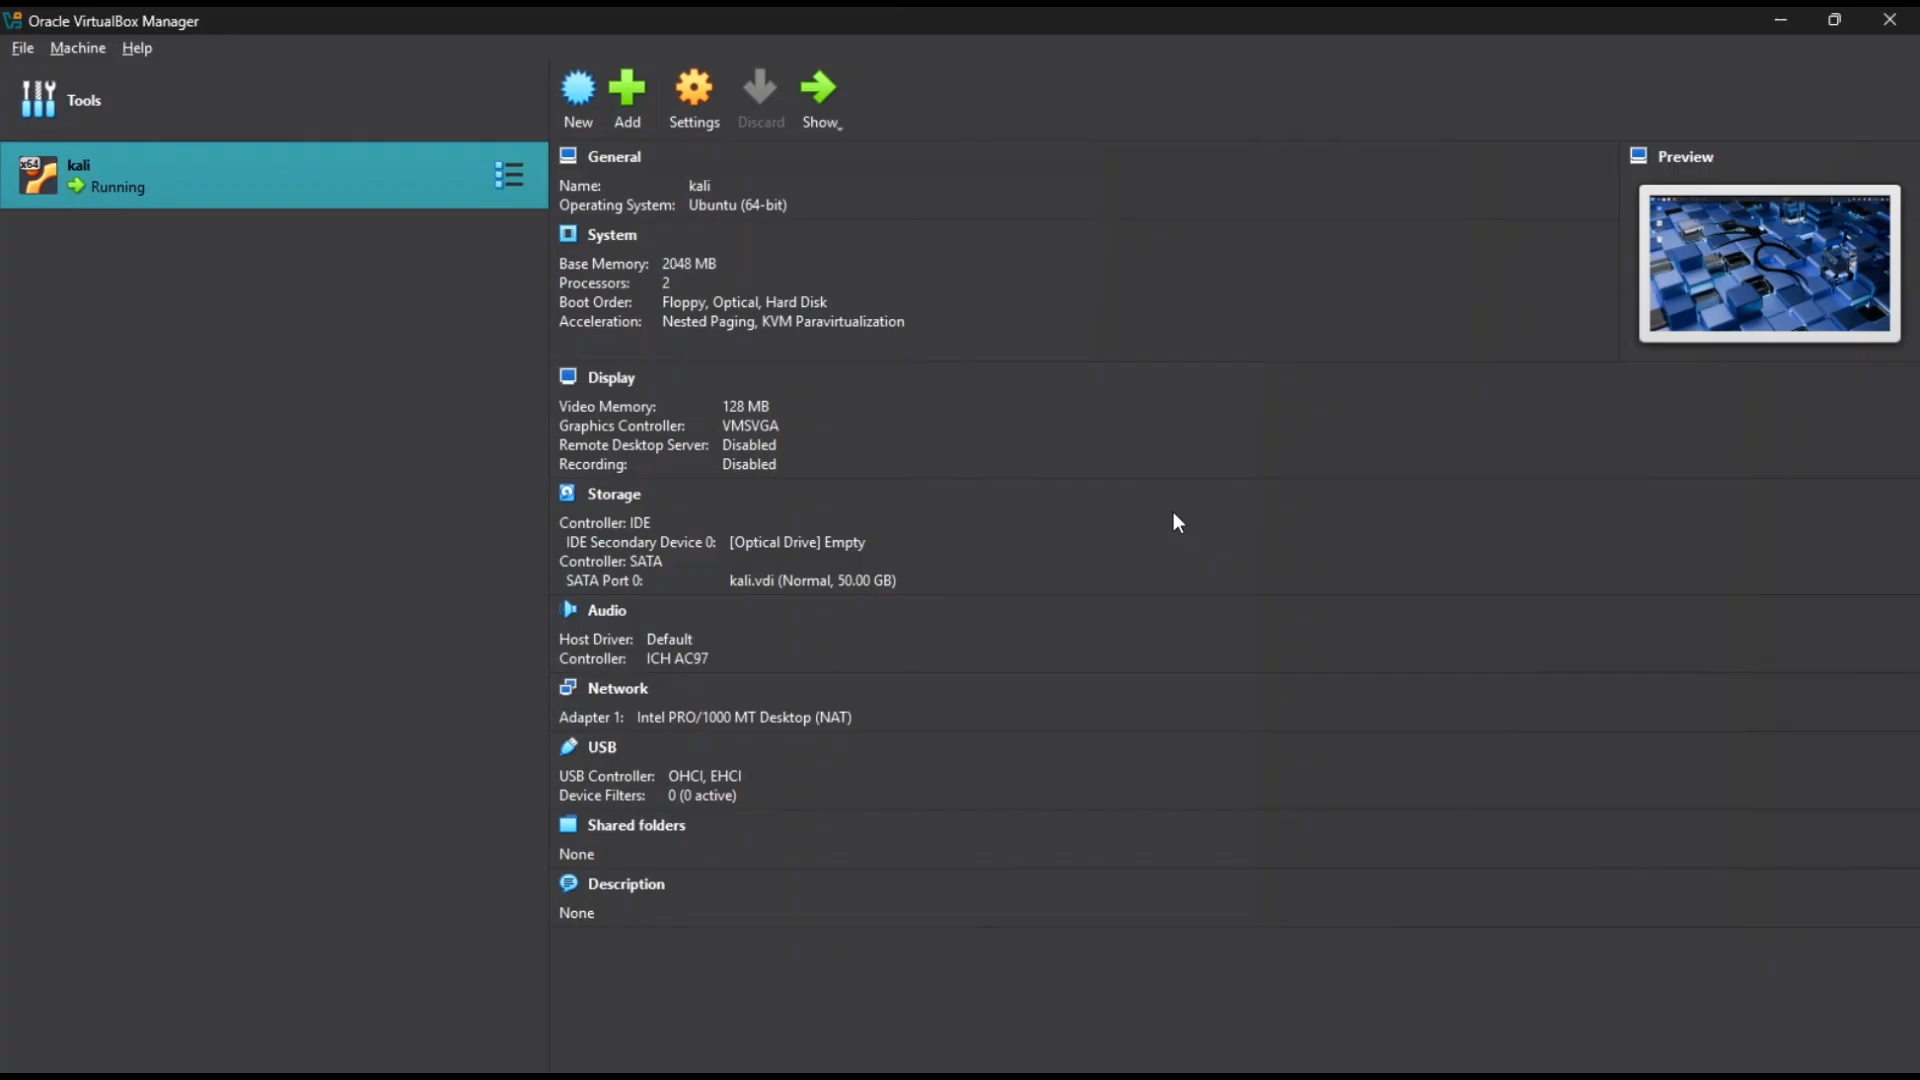 Oracle VirtualBox Manager
File Machine Help
Tools
New Add Settings Discard Show
x64
kali
Running
General
Name: kali
Operating System: Ubuntu (64-bit)
Preview
System
Base Memory: 2048 MB
Processors: 2
Boot Order: Floppy, Optical, Hard Disk
Acceleration: Nested Paging, KVM Paravirtualization
Display
Video Memory: 128 MB
Graphics Controller: VMSVGA
Remote Desktop Server: Disabled
Recording: Disabled
Storage
Controller: IDE
IDE Secondary Device 0: [Optical Drive] Empty
Controller: SATA
SATA Port 0: kali.vdi (Normal, 50.00 GB)
Audio
Host Driver: Default
Controller: ICH AC97
Network
Adapter 1: Intel PRO/1000 MT Desktop (NAT)
USB
USB Controller: OHCI, EHCI
Device Filters: 0 (0 active)
Shared folders
None
Description
None